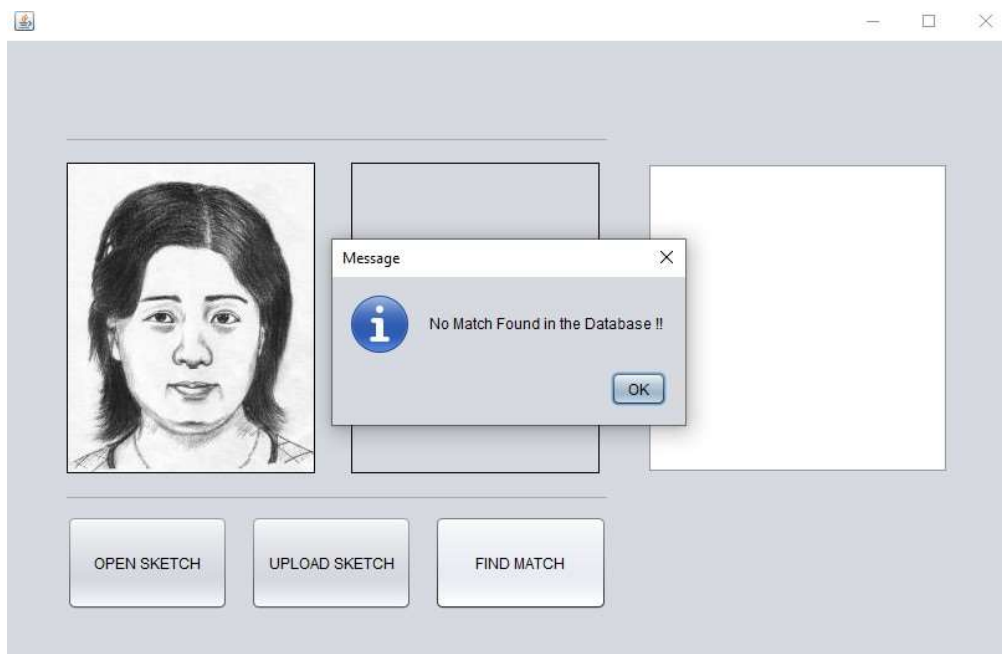 Message
No Match Found in the Database !!
OK
OPEN SKETCH
UPLOAD SKETCH
FIND MATCH